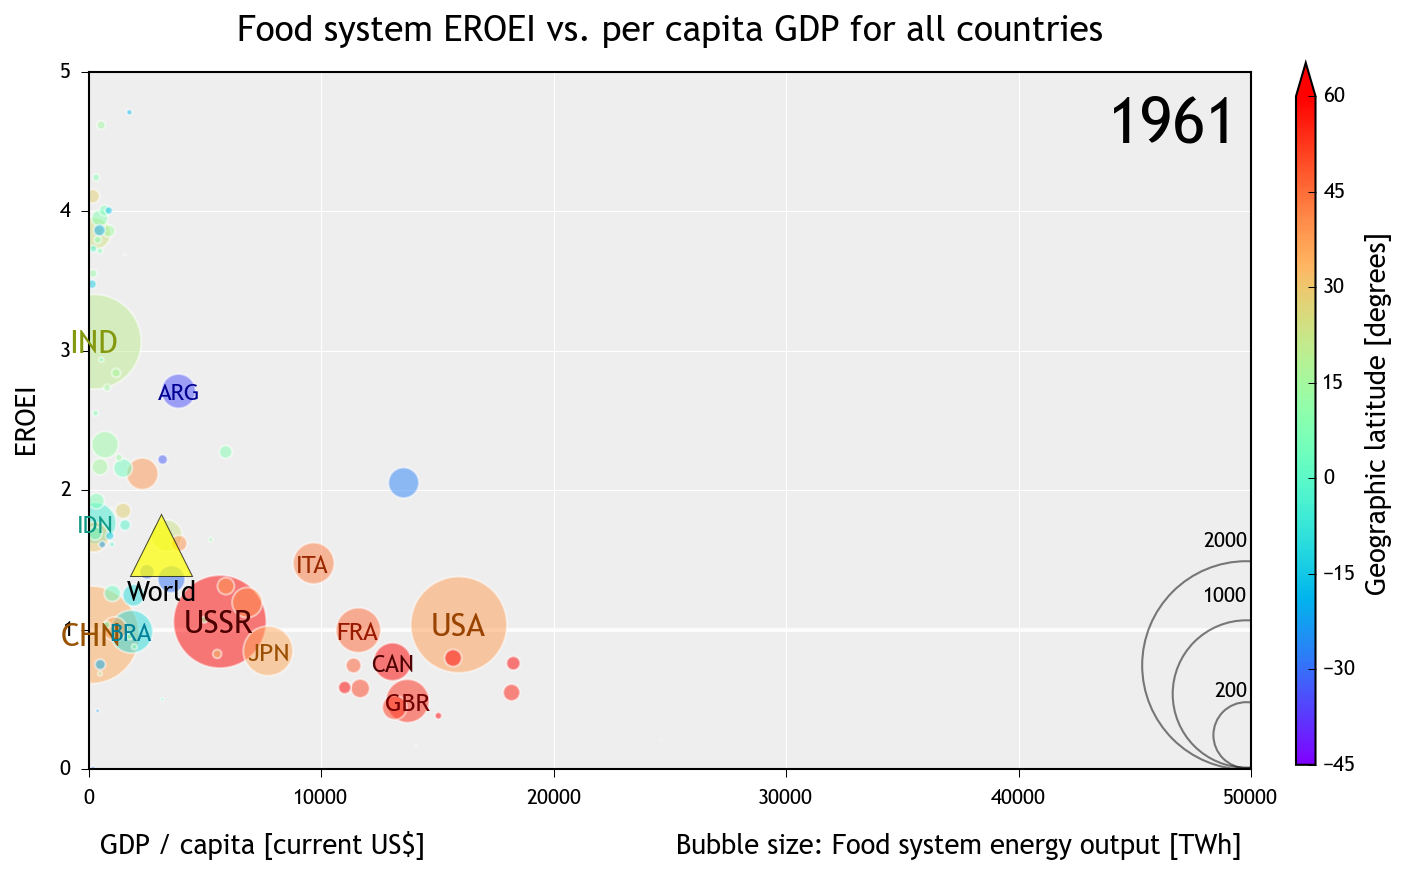 Food system EROEI vs. per capita GDP for all countries
1961
5
4
3
2
1
0
EROEI
IND
ARG
IDN
World
CHN
BRA
USSR
ITA
FRA
USA
JPN
CAN
GBR
2000
1000
200
0
10000
20000
30000
40000
50000
GDP / capita [current US$]
Bubble size: Food system energy output [TWh]
60
45
30
15
0
−15
−30
−45
Geographic latitude [degrees]